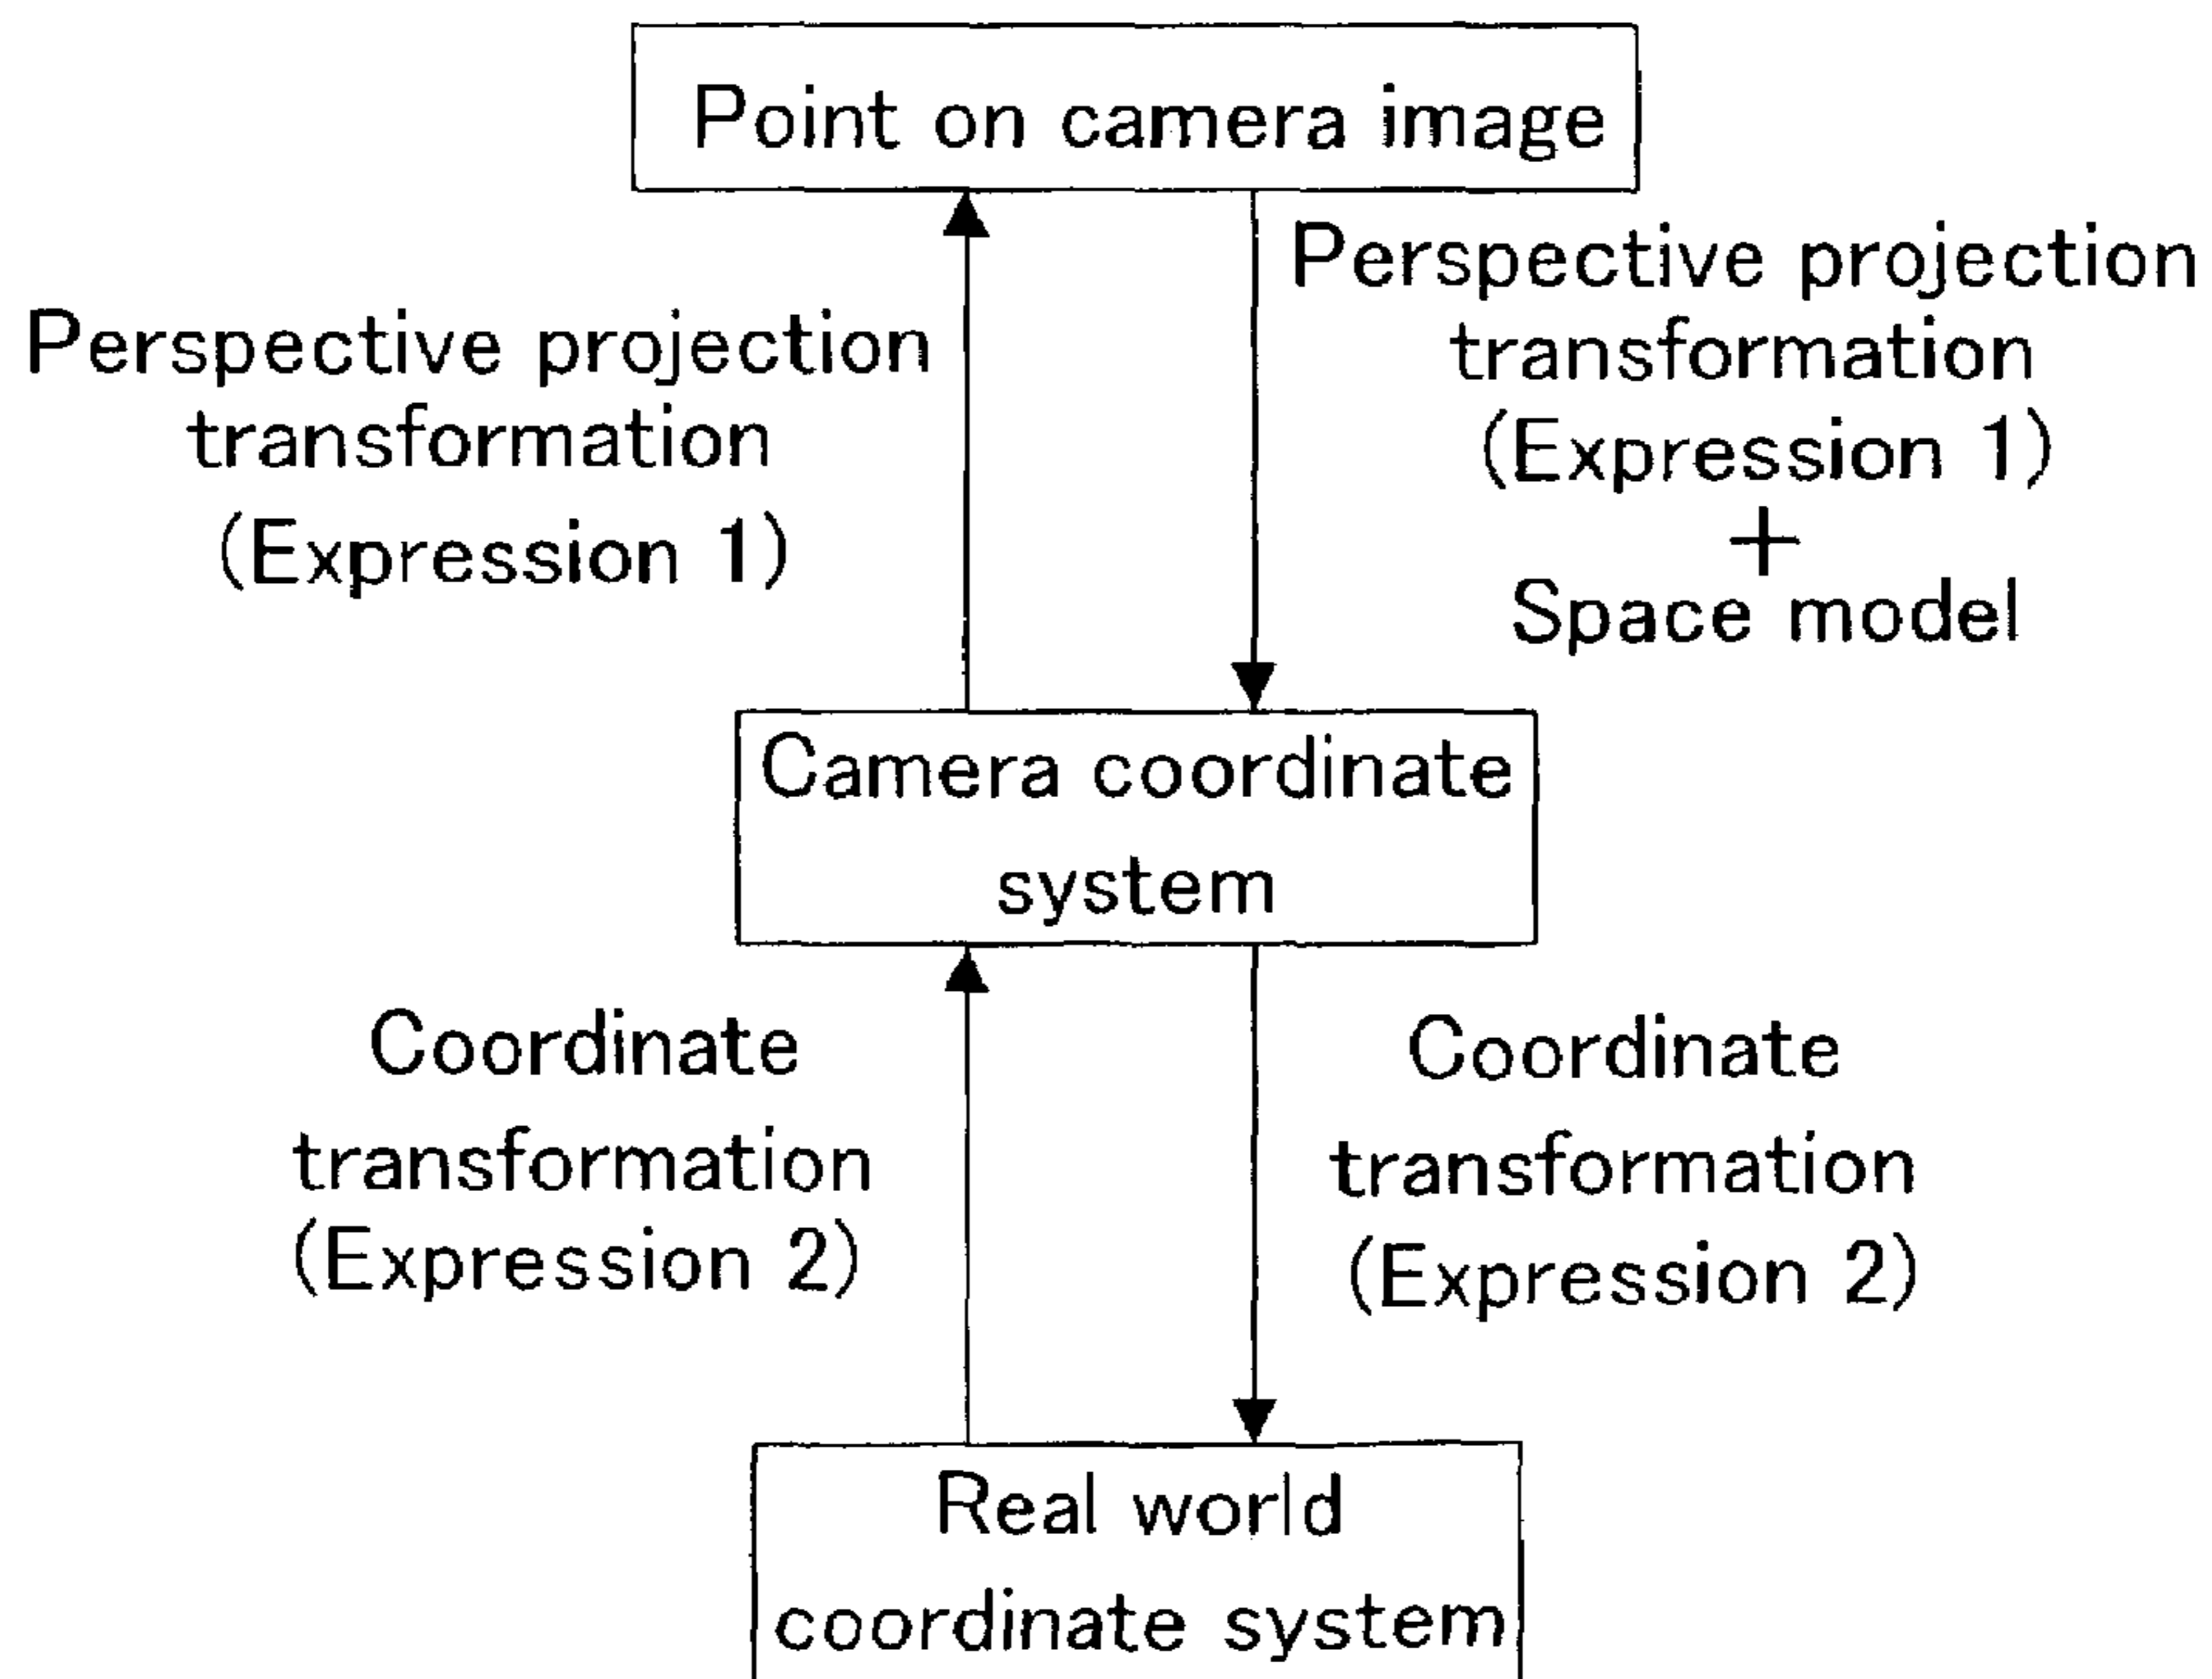 Point on camera image
Perspective projection
transformation
(Expression 1)
Perspective projection
transformation
(Expression 1)
+
Space model
Camera coordinate
system
Coordinate
transformation
(Expression 2)
Coordinate
transformation
(Expression 2)
Real world
coordinate system